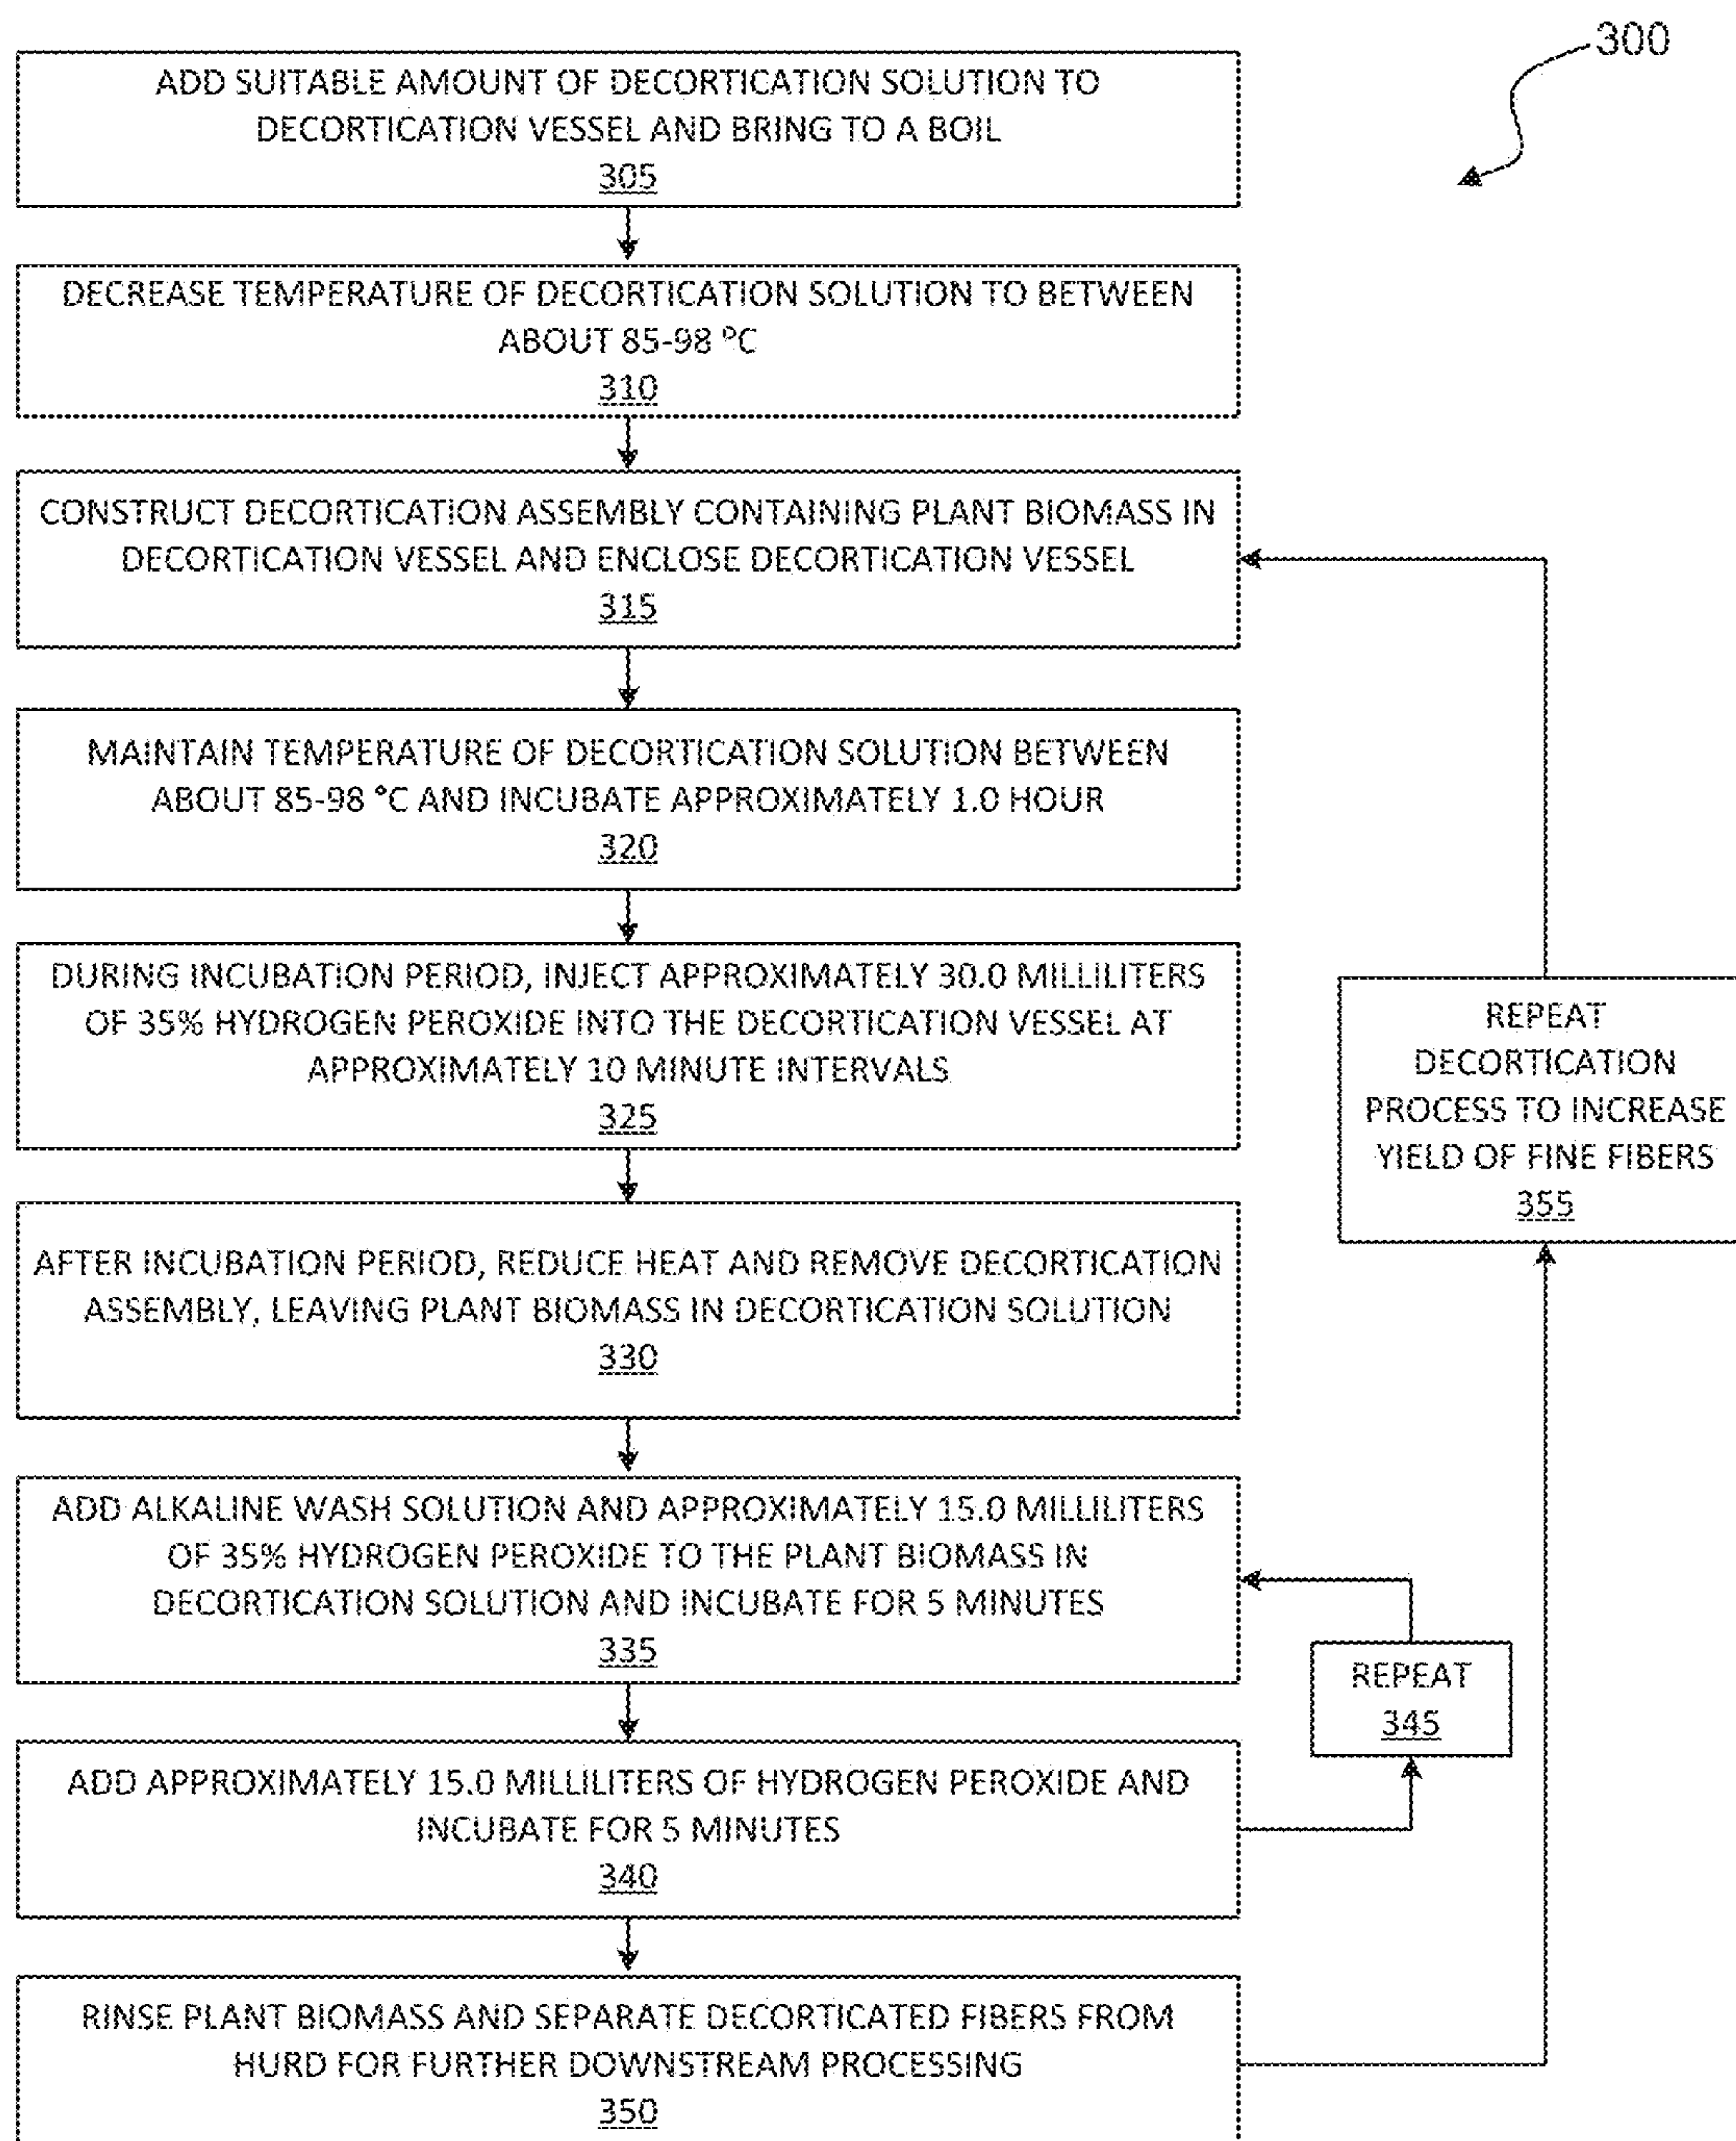 300
ADD SUITABLE AMOUNT OF DECORTICATION SOLUTION TO
DECORTICATION VESSEL AND BRING TO A BOIL
305
DECREASE TEMPERATURE OF DECORTICATION SOLUTION TO BETWEEN
ABOUT 85-98 ºC
310
CONSTRUCT DECORTICATION ASSEMBLY CONTAINING PLANT BIOMASS IN
DECORTICATION VESSEL AND ENCLOSE DECORTICATION VESSEL
315
MAINTAIN TEMPERATURE OF DECORTICATION SOLUTION BETWEEN
ABOUT 85-98 °C AND INCUBATE APPROXIMATELY 1.0 HOUR
320
DURING INCUBATION PERIOD, INJECT APPROXIMATELY 30.0 MILLILITERS
OF 35% HYDROGEN PEROXIDE INTO THE DECORTICATION VESSEL AT
APPROXIMATELY 10 MINUTE INTERVALS
325
AFTER INCUBATION PERIOD, REDUCE HEAT AND REMOVE DECORTICATION
ASSEMBLY, LEAVING PLANT BIOMASS IN DECORTICATION SOLUTION
330
ADD ALKALINE WASH SOLUTION AND APPROXIMATELY 15.0 MILLILITERS
OF 35% HYDROGEN PEROXIDE TO THE PLANT BIOMASS IN
DECORTICATION SOLUTION AND INCUBATE FOR 5 MINUTES
335
ADD APPROXIMATELY 15.0 MILLILITERS OF HYDROGEN PEROXIDE AND
INCUBATE FOR 5 MINUTES
340
REPEAT
345
RINSE PLANT BIOMASS AND SEPARATE DECORTICATED FIBERS FROM
HURD FOR FURTHER DOWNSTREAM PROCESSING
350
REPEAT
DECORTICATION
PROCESS TO INCREASE
YIELD OF FINE FIBERS
355